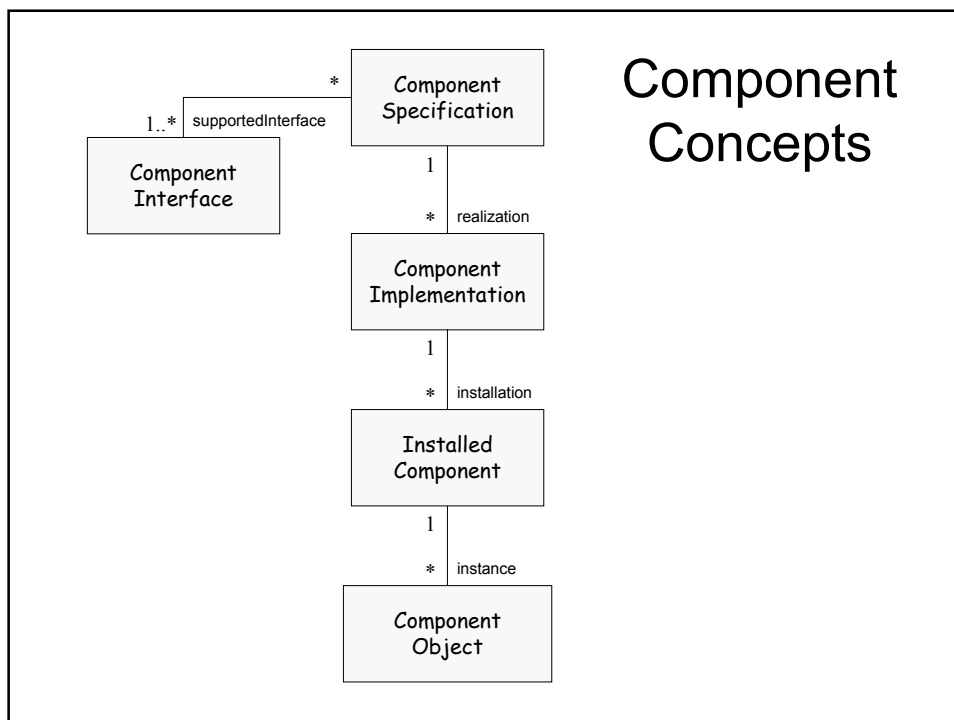 Component
Concepts
Component
Specification
*
1..*
supportedInterface
Component
Interface
1
* realization
Component
Implementation
1
* installation
Installed
Component
1
* instance
Component
Object